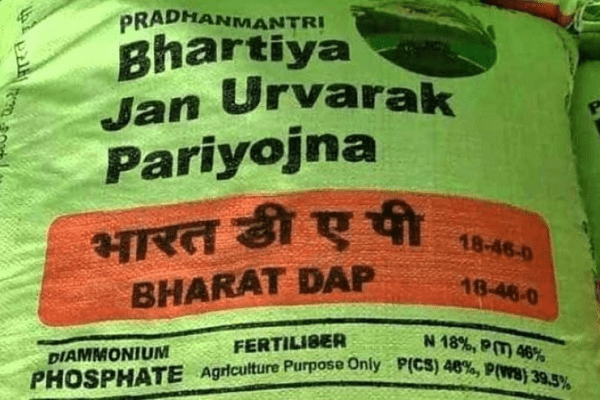 PRADHANMANTRI
Bhartiya
Jan Urvarak
Pariyojna
भारत डी ए पी 18-46-0
BHARAT DAP 18-46-0
DIAMMONIUM
PHOSPHATE
FERTILISER
Agriculture Purpose Only
N 18%, P(T) 46%
P(CS) 46%, P(WS) 39.5%